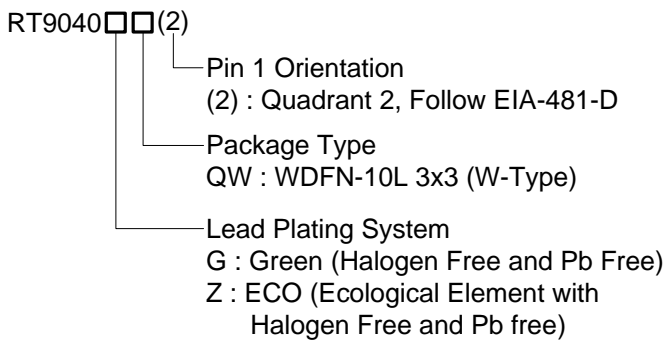 RT9040□□(2)
Pin 1 Orientation
(2) : Quadrant 2, Follow EIA-481-D
Package Type
QW : WDFN-10L 3x3 (W-Type)
Lead Plating System
G : Green (Halogen Free and Pb Free)
Z : ECO (Ecological Element with
Halogen Free and Pb free)